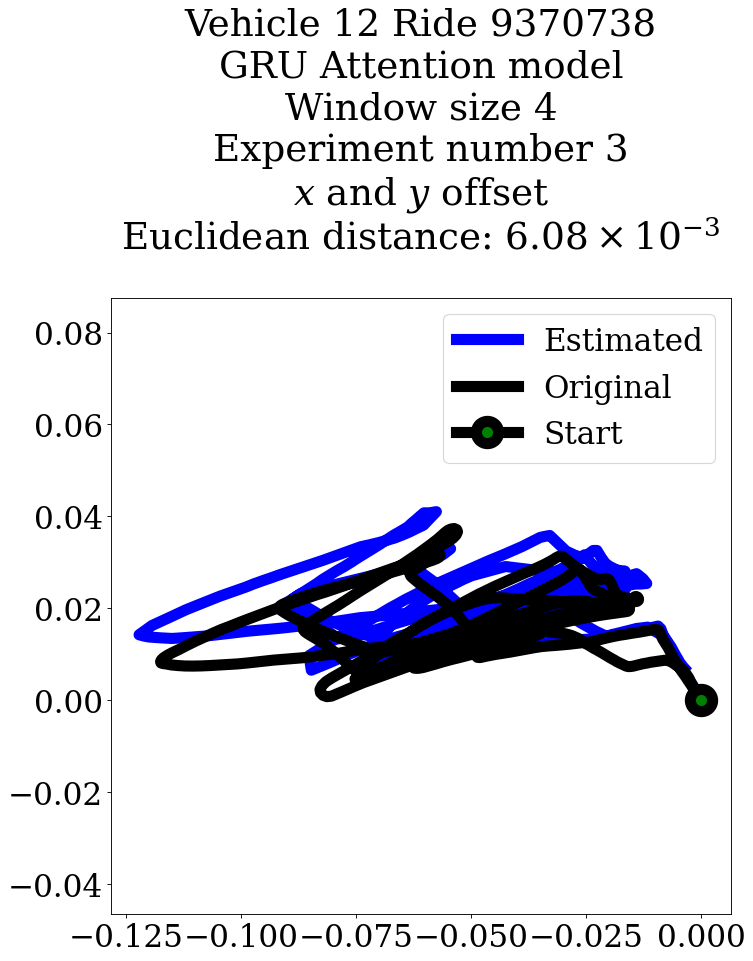 Vehicle 12 Ride 9370738
GRU Attention model
Window size 4
Experiment number 3
x and y offset
Euclidean distance: 6.08 × 10⁻³
Estimated
Original
Start
0.08
0.06
0.04
0.02
0.00
−0.02
−0.04
−0.125 −0.100 −0.075 −0.050 −0.025 0.000